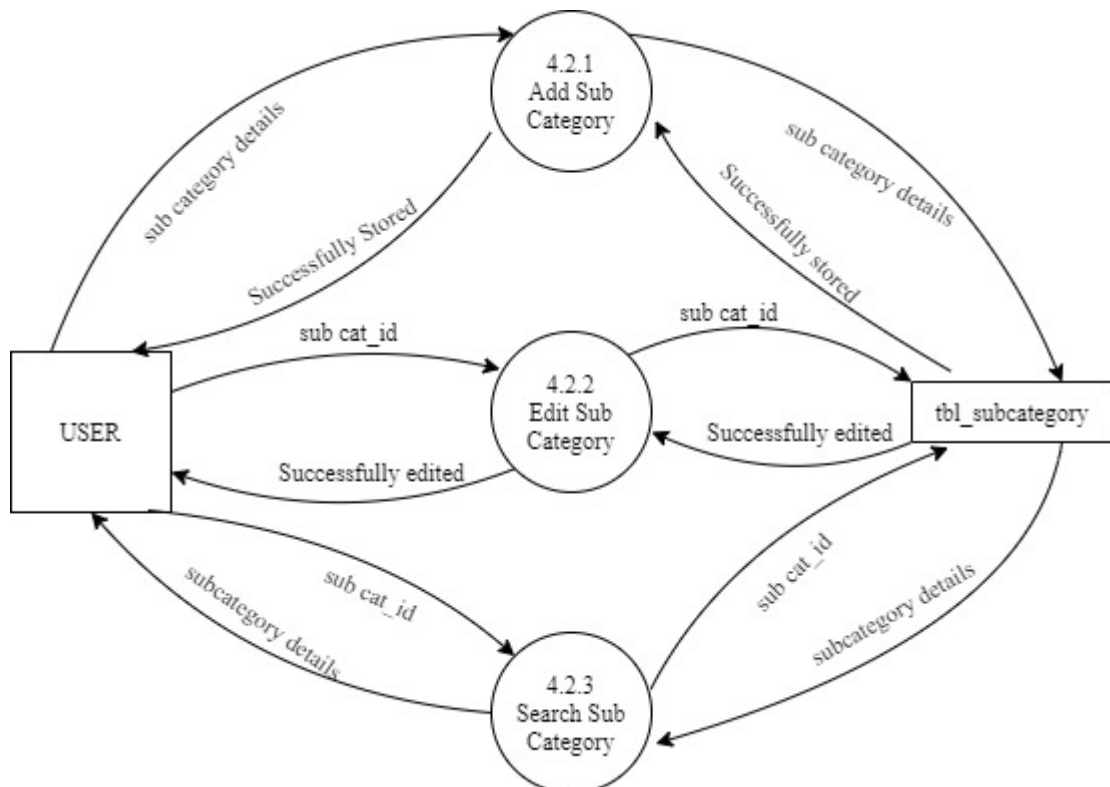 4.2.1
Add Sub
Category
sub category details
Successfully Stored
sub category details
Successfully stored
sub cat_id
sub cat_id
4.2.2
Edit Sub
Category
USER
tbl_subcategory
Successfully edited
Successfully edited
sub cat_id
subcategory details
sub cat_id
subcategory details
4.2.3
Search Sub
Category